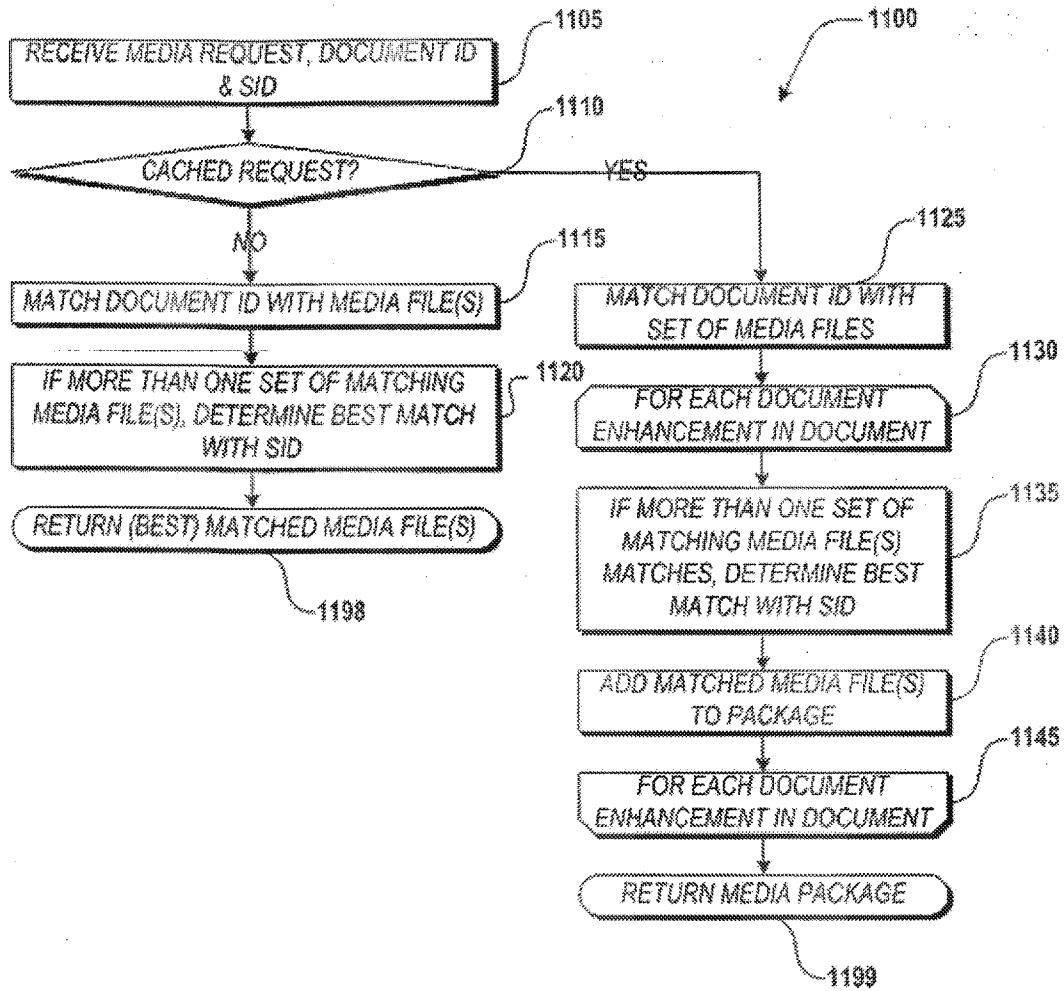 1105
1100
RECEIVE MEDIA REQUEST, DOCUMENT ID
& SID
1110
CACHED REQUEST?
YES
NO
1115
MATCH DOCUMENT ID WITH MEDIA FILE(S)
1120
IF MORE THAN ONE SET OF MATCHING
MEDIA FILE(S), DETERMINE BEST MATCH
WITH SID
RETURN (BEST) MATCHED MEDIA FILE(S)
1198
1125
MATCH DOCUMENT ID WITH
SET OF MEDIA FILES
1130
FOR EACH DOCUMENT
ENHANCEMENT IN DOCUMENT
1135
IF MORE THAN ONE SET OF
MATCHING MEDIA FILE(S)
MATCHES, DETERMINE BEST
MATCH WITH SID
1140
ADD MATCHED MEDIA FILE(S)
TO PACKAGE
1145
FOR EACH DOCUMENT
ENHANCEMENT IN DOCUMENT
RETURN MEDIA PACKAGE
1199